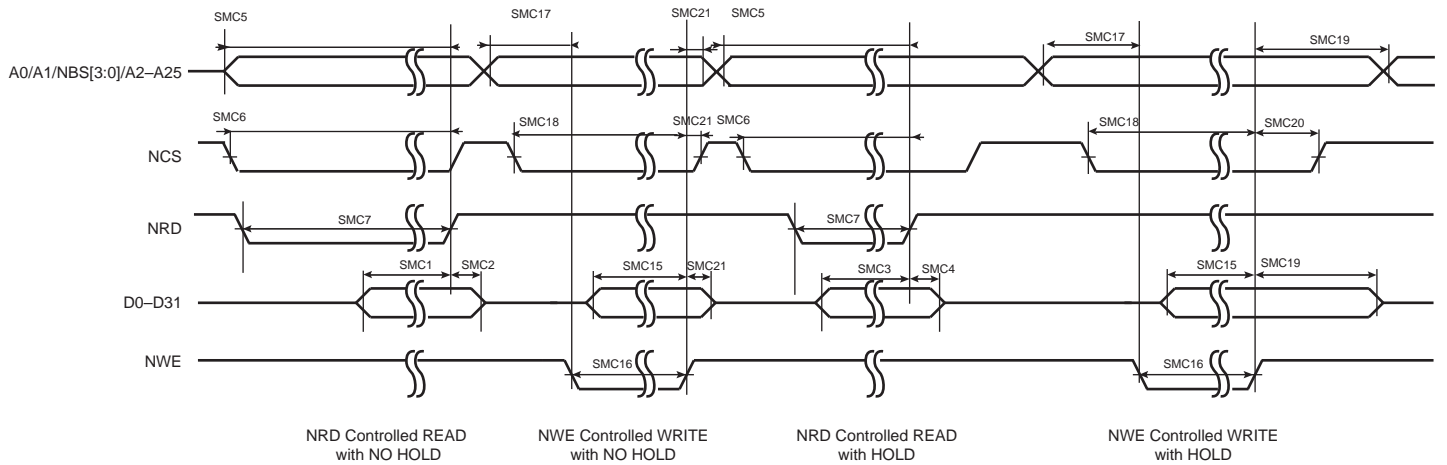 SMC5
SMC17
SMC21
SMC5
SMC17
SMC19
A0/A1/NBS[3:0]/A2–A25
SMC6
SMC18
SMC21
SMC6
SMC18
SMC20
NCS
SMC7
SMC7
NRD
SMC1
SMC2
SMC15
SMC21
SMC3
SMC4
SMC15
SMC19
D0–D31
NWE
SMC16
SMC16
NRD Controlled READ
with NO HOLD
NWE Controlled WRITE
with NO HOLD
NRD Controlled READ
with HOLD
NWE Controlled WRITE
with HOLD